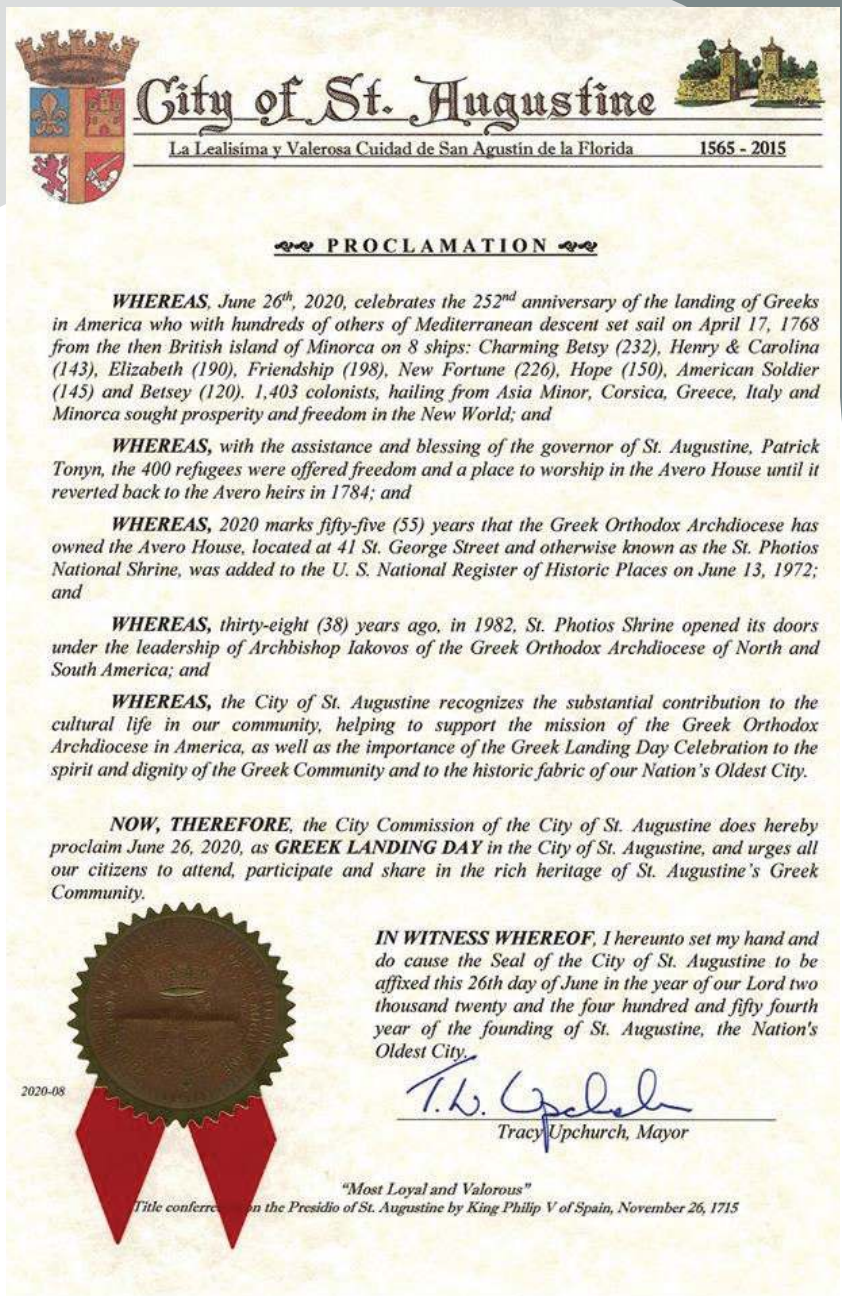 City of St. Augustine
La Lealisima y Valerosa Cuidad de San Agustin de la Florida 1565 - 2015
PROCLAMATION
WHEREAS, June 26th, 2020, celebrates the 252nd anniversary of the landing of Greeks
in America who with hundreds of others of Mediterranean descent set sail on April 17, 1768
from the then British island of Minorca on 8 ships: Charming Betsy (232), Henry & Carolina
(143), Elizabeth (190), Friendship (198), New Fortune (226), Hope (150), American Soldier
(145) and Betsey (120). 1,403 colonists, hailing from Asia Minor, Corsica, Greece, Italy and
Minorca sought prosperity and freedom in the New World; and
WHEREAS, with the assistance and blessing of the governor of St. Augustine, Patrick
Tonyn, the 400 refugees were offered freedom and a place to worship in the Avero House until it
reverted back to the Avero heirs in 1784; and
WHEREAS, 2020 marks fifty-five (55) years that the Greek Orthodox Archdiocese has
owned the Avero House, located at 41 St. George Street and otherwise known as the St. Photios
National Shrine, was added to the U. S. National Register of Historic Places on June 13, 1972;
and
WHEREAS, thirty-eight (38) years ago, in 1982, St. Photios Shrine opened its doors
under the leadership of Archbishop Iakovos of the Greek Orthodox Archdiocese of North and
South America; and
WHEREAS, the City of St. Augustine recognizes the substantial contribution to the
cultural life in our community, helping to support the mission of the Greek Orthodox
Archdiocese in America, as well as the importance of the Greek Landing Day Celebration to the
spirit and dignity of the Greek Community and to the historic fabric of our Nation's Oldest City.
NOW, THEREFORE, the City Commission of the City of St. Augustine does hereby
proclaim June 26, 2020, as GREEK LANDING DAY in the City of St. Augustine, and urges all
our citizens to attend, participate and share in the rich heritage of St. Augustine's Greek
Community.
IN WITNESS WHEREOF, I hereunto set my hand and
do cause the Seal of the City of St. Augustine to be
affixed this 26th day of June in the year of our Lord two
thousand twenty and the four hundred and fifty fourth
year of the founding of St. Augustine, the Nation's
Oldest City.
2020-08
T.W. Upchurch
Tracy Upchurch, Mayor
"Most Loyal and Valorous"
Title on the Presidio of St. Augustine by King Philip V of Spain, November 26, 1715